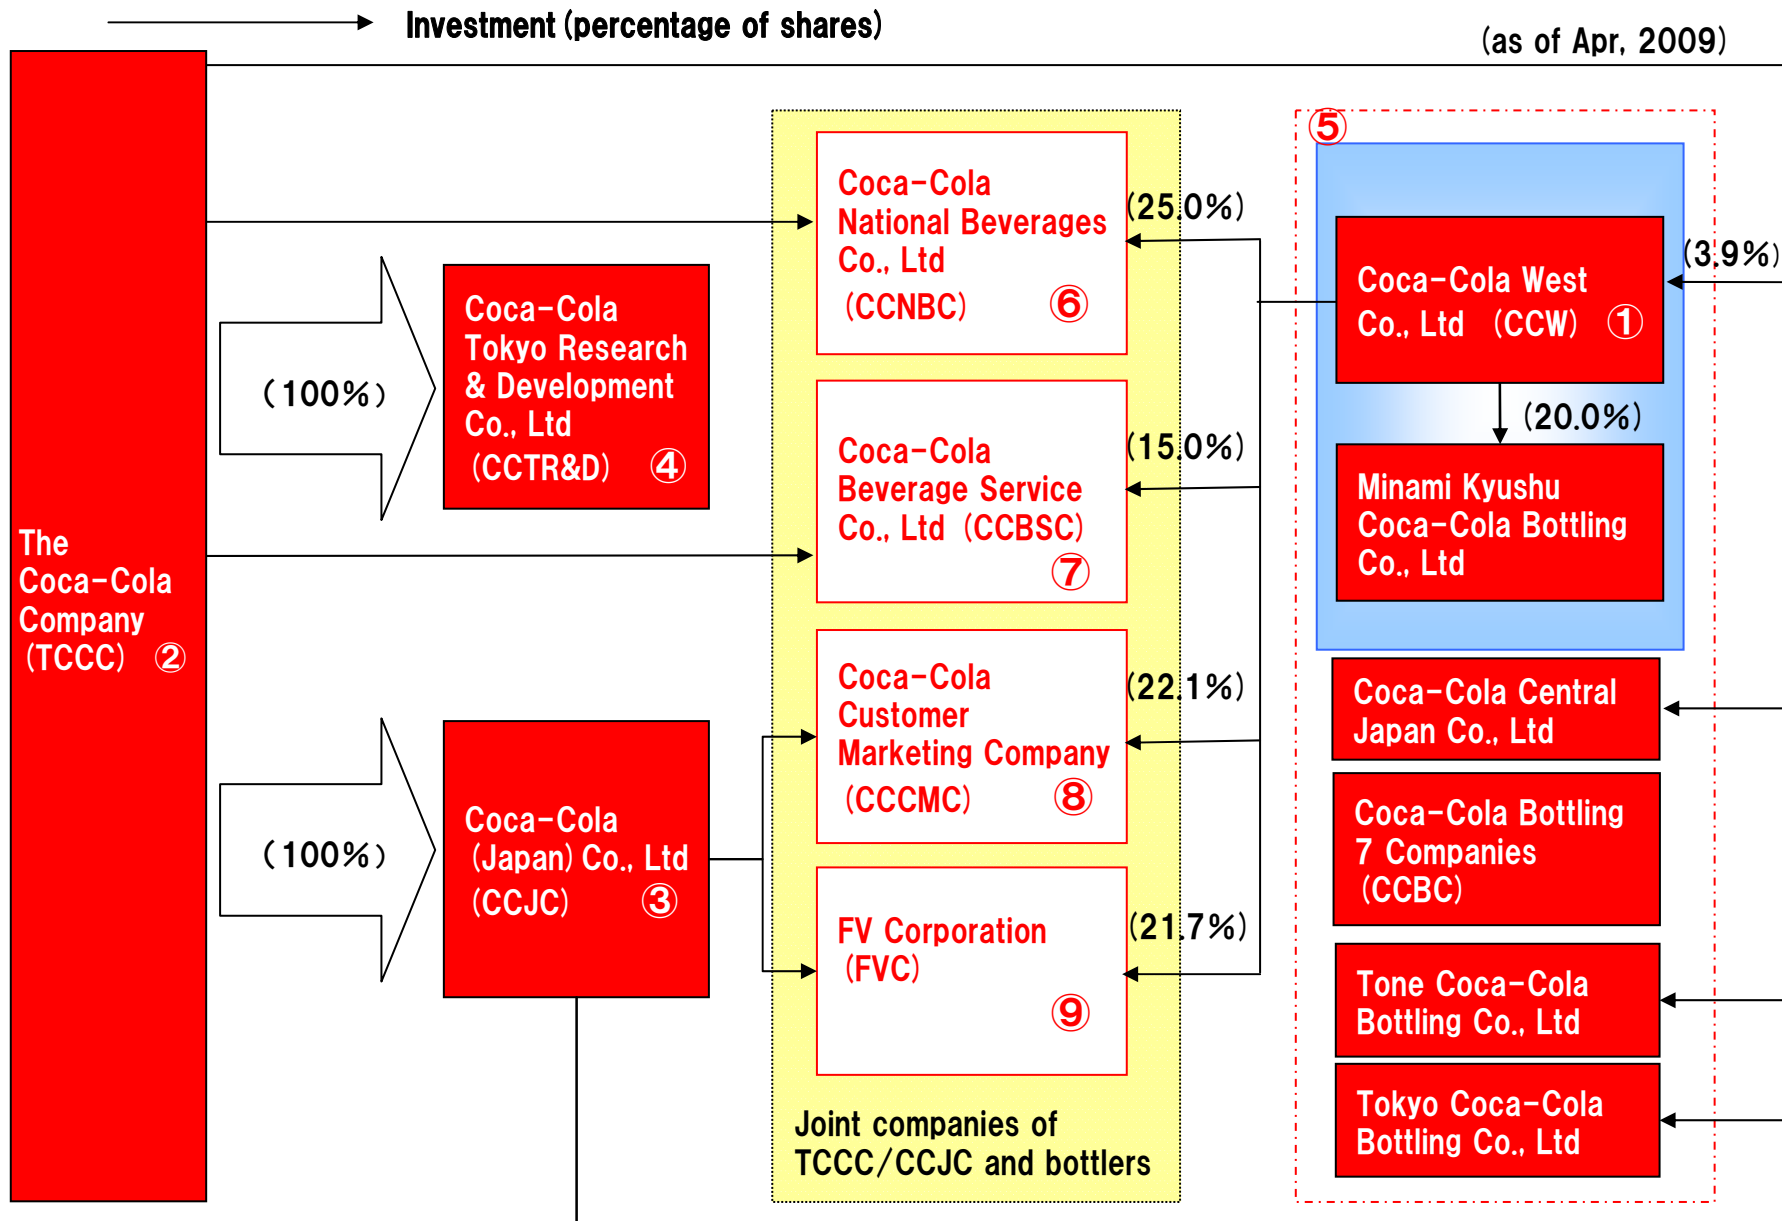 Investment (percentage of shares)
(as of Apr, 2009)
The
Coca-Cola
Company
(TCCC) ②
(100%)
Coca-Cola
Tokyo Research
& Development
Co., Ltd
(CCTR&D) ④
(100%)
Coca-Cola
(Japan) Co., Ltd
(CCJC) ③
Coca-Cola
National Beverages
Co., Ltd
(CCNBC) ⑥
(25.0%)
Coca-Cola
Beverage Service
Co., Ltd (CCBSC)
⑦
(15.0%)
Coca-Cola
Customer
Marketing Company
(CCCMC) ⑧
(22.1%)
FV Corporation
(FVC)
⑨
(21.7%)
Joint companies of
TCCC/CCJC and bottlers
⑤
Coca-Cola West
Co., Ltd (CCW) ①
(3.9%)
(20.0%)
Minami Kyushu
Coca-Cola Bottling
Co., Ltd
Coca-Cola Central
Japan Co., Ltd
Coca-Cola Bottling
7 Companies
(CCBC)
Tone Coca-Cola
Bottling Co., Ltd
Tokyo Coca-Cola
Bottling Co., Ltd